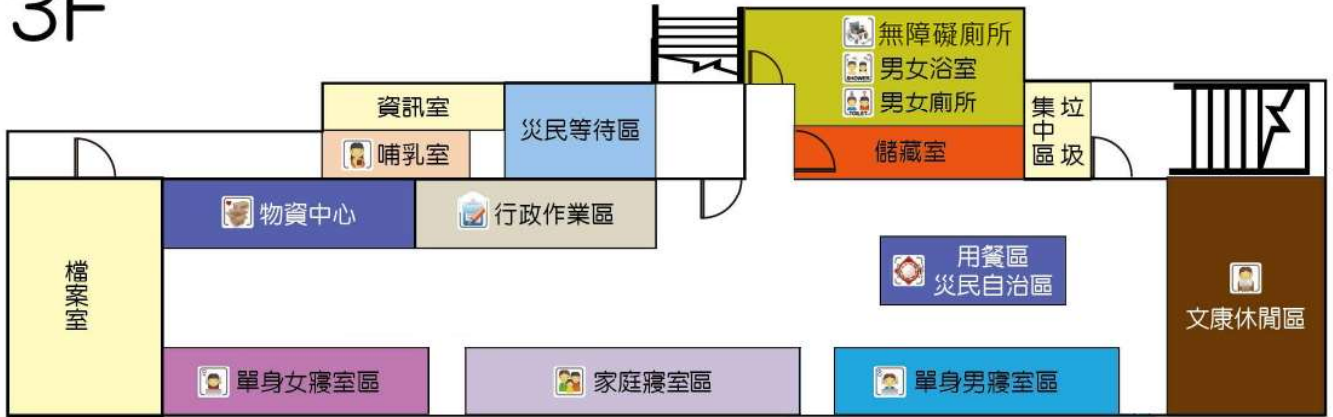 3F
無障礙廁所
男女浴室
男女廁所
資訊室
哺乳室
災民等待區
儲藏室
垃圾
集中區
物資中心
行政作業區
檔案室
用餐區
災民自治區
文康休閒區
單身女寢室區
家庭寢室區
單身男寢室區